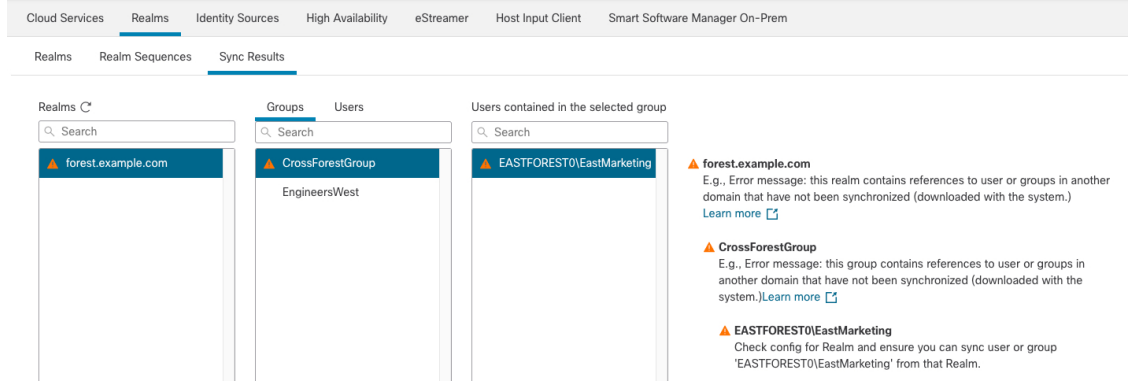 Cloud Services Realms Identity Sources High Availability eStreamer Host Input Client Smart Software Manager On-Prem
Realms Realm Sequences Sync Results
Realms
Search
forest.example.com
Groups Users
Search
CrossForestGroup
EngineersWest
Users contained in the selected group
Search
EASTFOREST0\EastMarketing
forest.example.com
E.g., Error message: this realm contains references to user or groups in another
domain that have not been synchronized (downloaded with the system.)
Learn more
CrossForestGroup
E.g., Error message: this group contains references to user or groups in
another domain that have not been synchronized (downloaded with the
system.)Learn more
EASTFOREST0\EastMarketing
Check config for Realm and ensure you can sync user or group
'EASTFOREST0\EastMarketing' from that Realm.